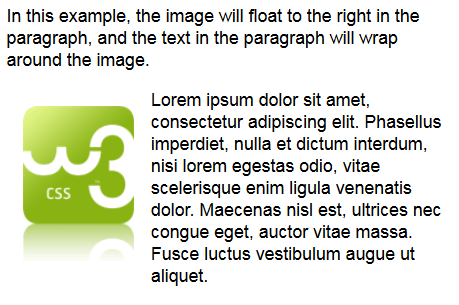 In this example, the image will float to the right in the
paragraph, and the text in the paragraph will wrap
around the image.
w3
CSS
Lorem ipsum dolor sit amet,
consectetur adipiscing elit. Phasellus
imperdiet, nulla et dictum interdum,
nisi lorem egestas odio, vitae
scelerisque enim ligula venenatis
dolor. Maecenas nisl est, ultrices nec
congue eget, auctor vitae massa.
Fusce luctus vestibulum augue ut
aliquet.